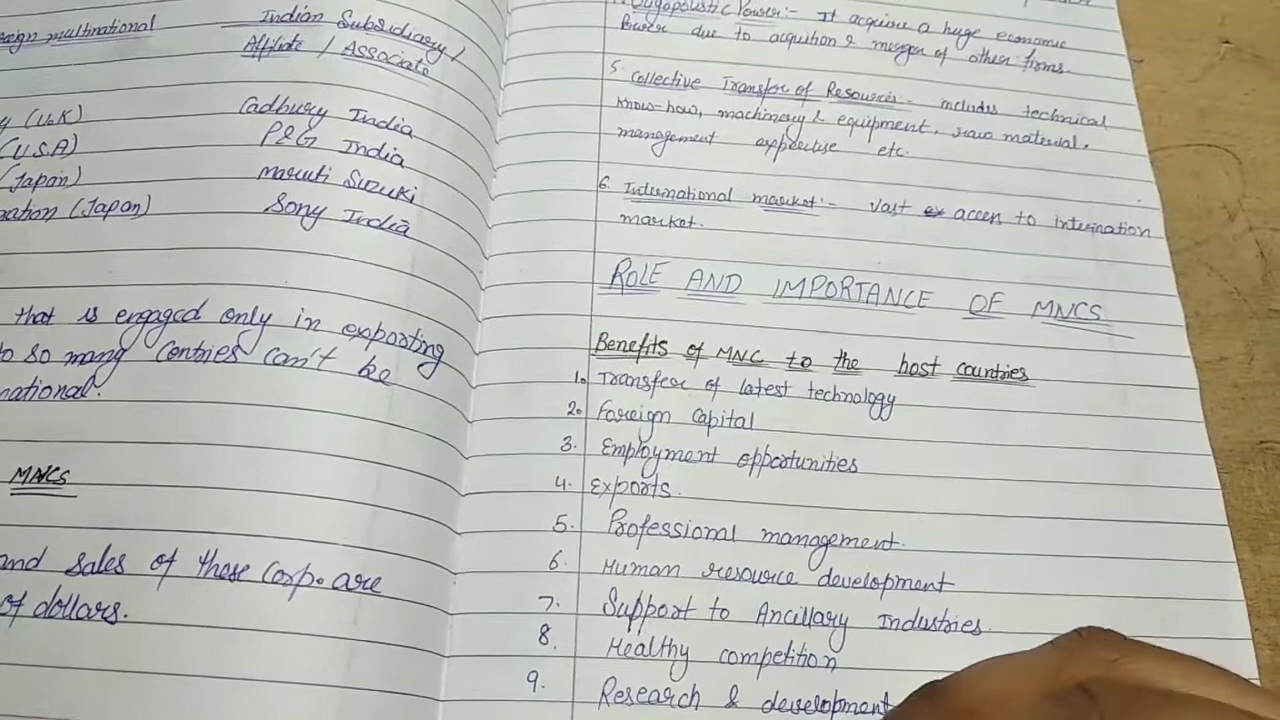 multinational
Indian Subsidiary /
Affiliate / Associate
(U.K) Cadbury India
(U.S.A) P&G India
(Japan) Maruti Suzuki
(Japan) Sony India
that is engaged only in exporting
so many Contries can't be
national.
MNCS
and sales of these Corp. are
of dollars.
Power:- It acquire a huge economic
Power due to acquition & merger of other firms.
5. Collective Transfer of Resources:- includes technical
know-how, machinery & equipment, raw material,
management expertise etc.
6. International market:- Vast access to internation
market.
ROLE AND IMPORTANCE OF MNCS
Benefits of MNC to the host countries
1. Transfer of latest technology
2. Foreign Capital
3. Employment opportunities
4. Exports.
5. Professional management.
6. Human resource development
7. Support to Ancillary Industries.
8. Healthy competition
9. Research & development